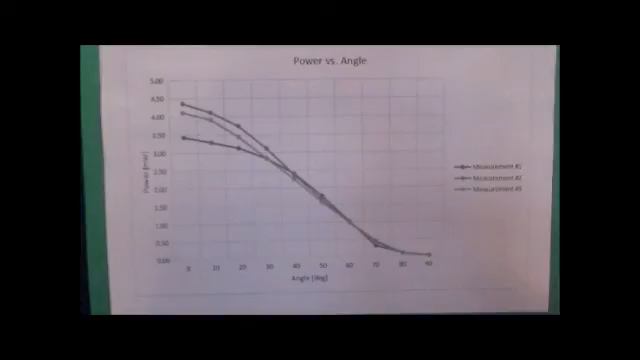 Power vs. Angle
5.00
4.50
4.00
3.50
3.00
2.50
2.00
1.50
1.00
0.50
0.00
Power [mW]
0 10 20 30 40 50 60 70 80 90
Angle [deg]
Measurement #1
Measurement #2
Measurement #3